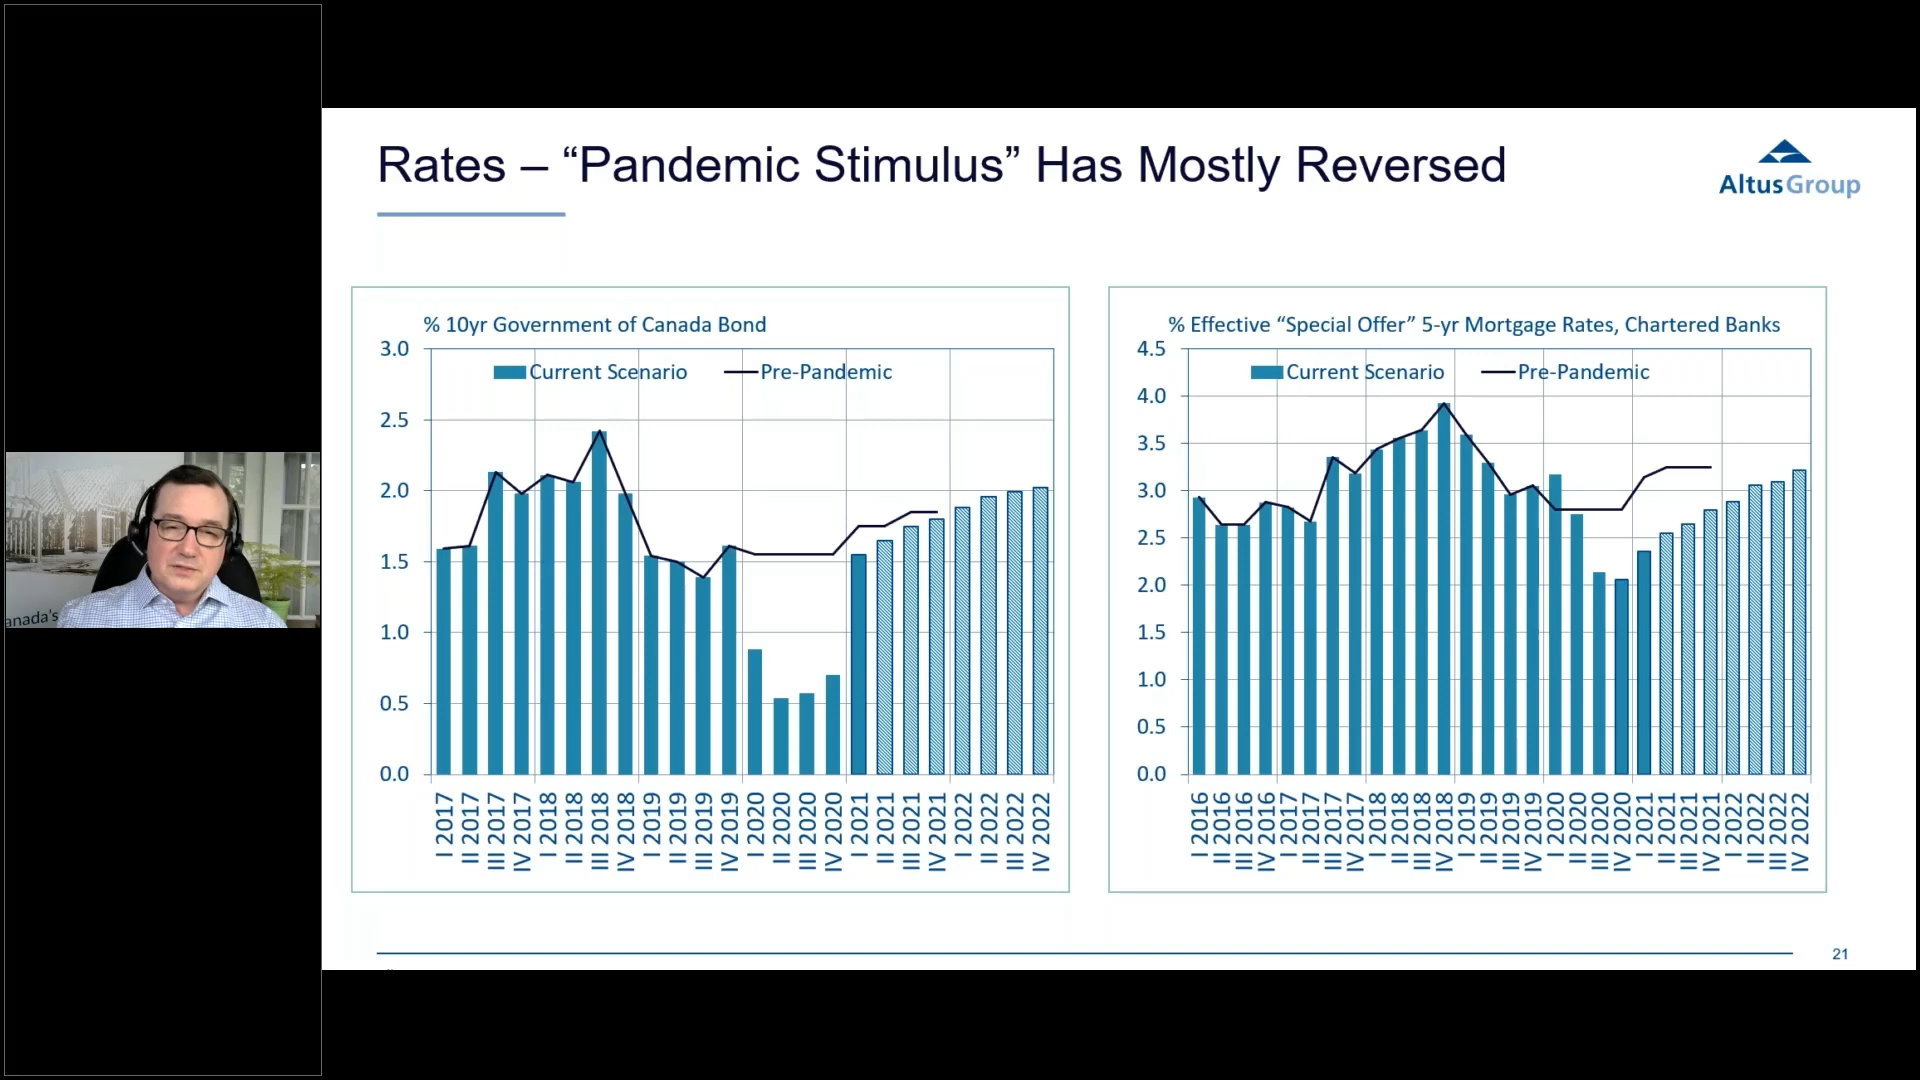 Rates – “Pandemic Stimulus” Has Mostly Reversed
AltusGroup
% 10yr Government of Canada Bond
Current Scenario
Pre-Pandemic
3.0
2.5
2.0
1.5
1.0
0.5
0.0
I 2017
II 2017
III 2017
IV 2017
I 2018
II 2018
III 2018
IV 2018
I 2019
II 2019
III 2019
IV 2019
I 2020
II 2020
III 2020
IV 2020
I 2021
II 2021
III 2021
IV 2021
I 2022
II 2022
III 2022
IV 2022
% Effective “Special Offer” 5-yr Mortgage Rates, Chartered Banks
Current Scenario
Pre-Pandemic
4.5
4.0
3.5
3.0
2.5
2.0
1.5
1.0
0.5
0.0
I 2016
II 2016
III 2016
IV 2016
I 2017
II 2017
III 2017
IV 2017
I 2018
II 2018
III 2018
IV 2018
I 2019
II 2019
III 2019
IV 2019
I 2020
II 2020
III 2020
IV 2020
I 2021
II 2021
III 2021
IV 2021
I 2022
II 2022
III 2022
IV 2022
anada's
21